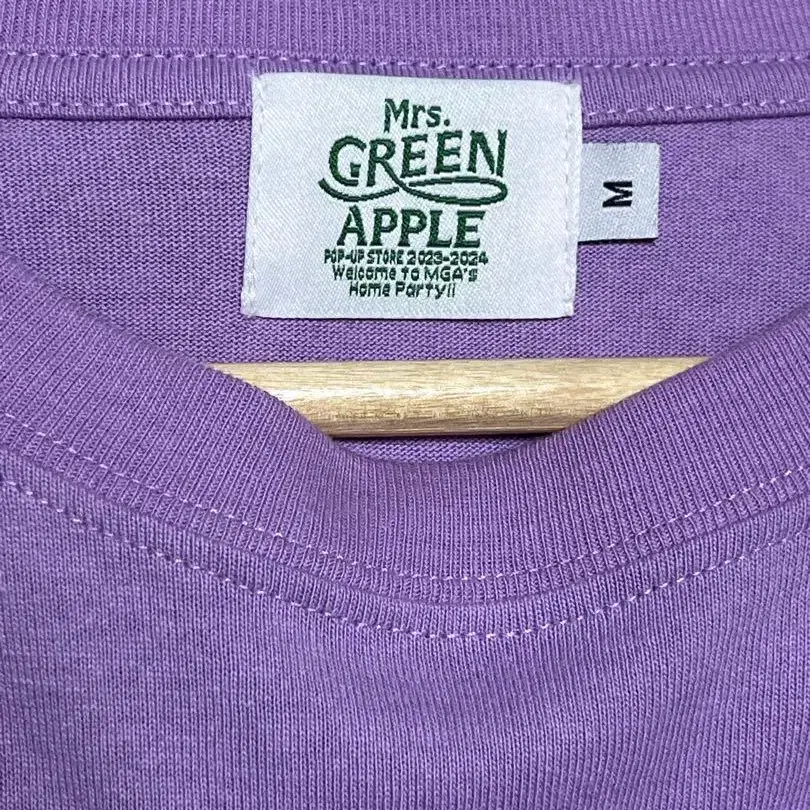 Mrs.
GREEN
APPLE
POP-UP STORE 2023-2024
Welcome to MGA's
Home Party!!
M